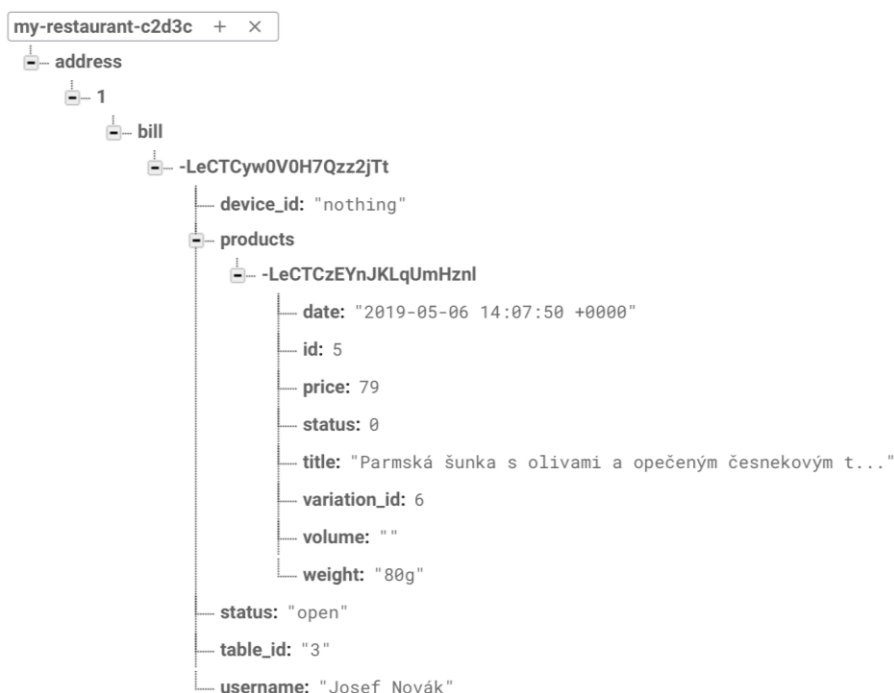 my-restaurant-c2d3c + ×
address
1
bill
-LeCTCyw0V0H7Qzz2jTt
device_id: "nothing"
products
-LeCTCzEYnJKLqUmHznl
date: "2019-05-06 14:07:50 +0000"
id: 5
price: 79
status: 0
title: "Parmská šunka s olivami a opečeným česnekovým t..."
variation_id: 6
volume: ""
weight: "80g"
status: "open"
table_id: "3"
username: "Josef Novák"